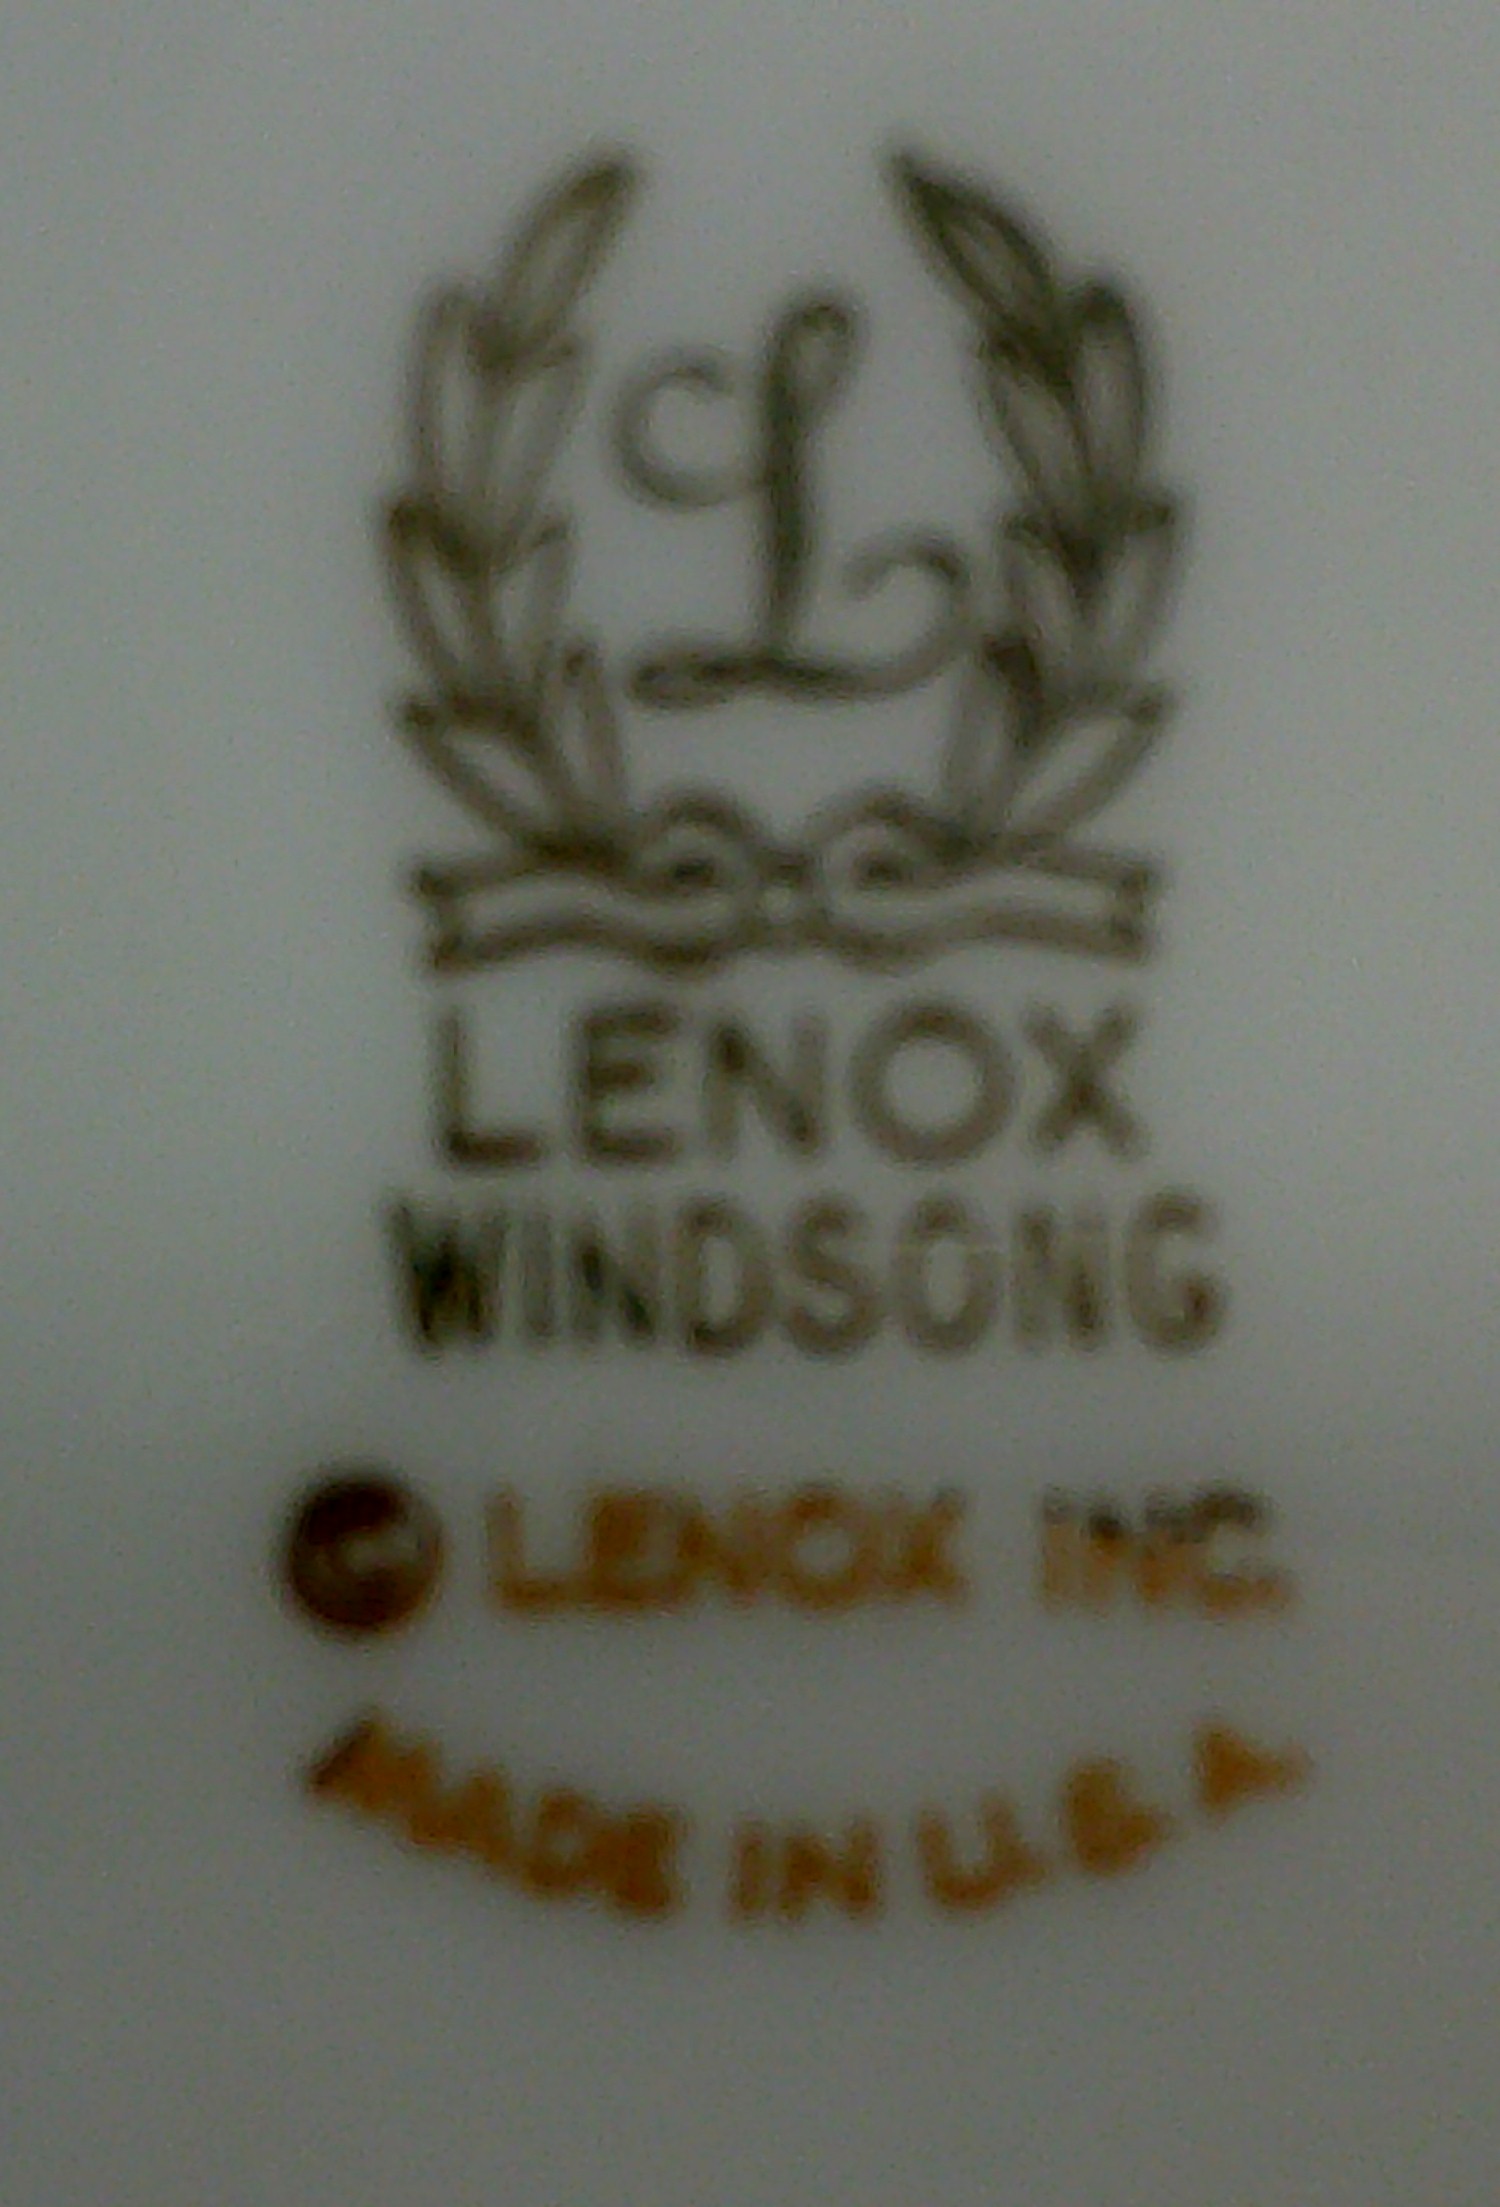 L
LENOX
WINDSONG
© LENOX INC.
MADE IN U.S.A.